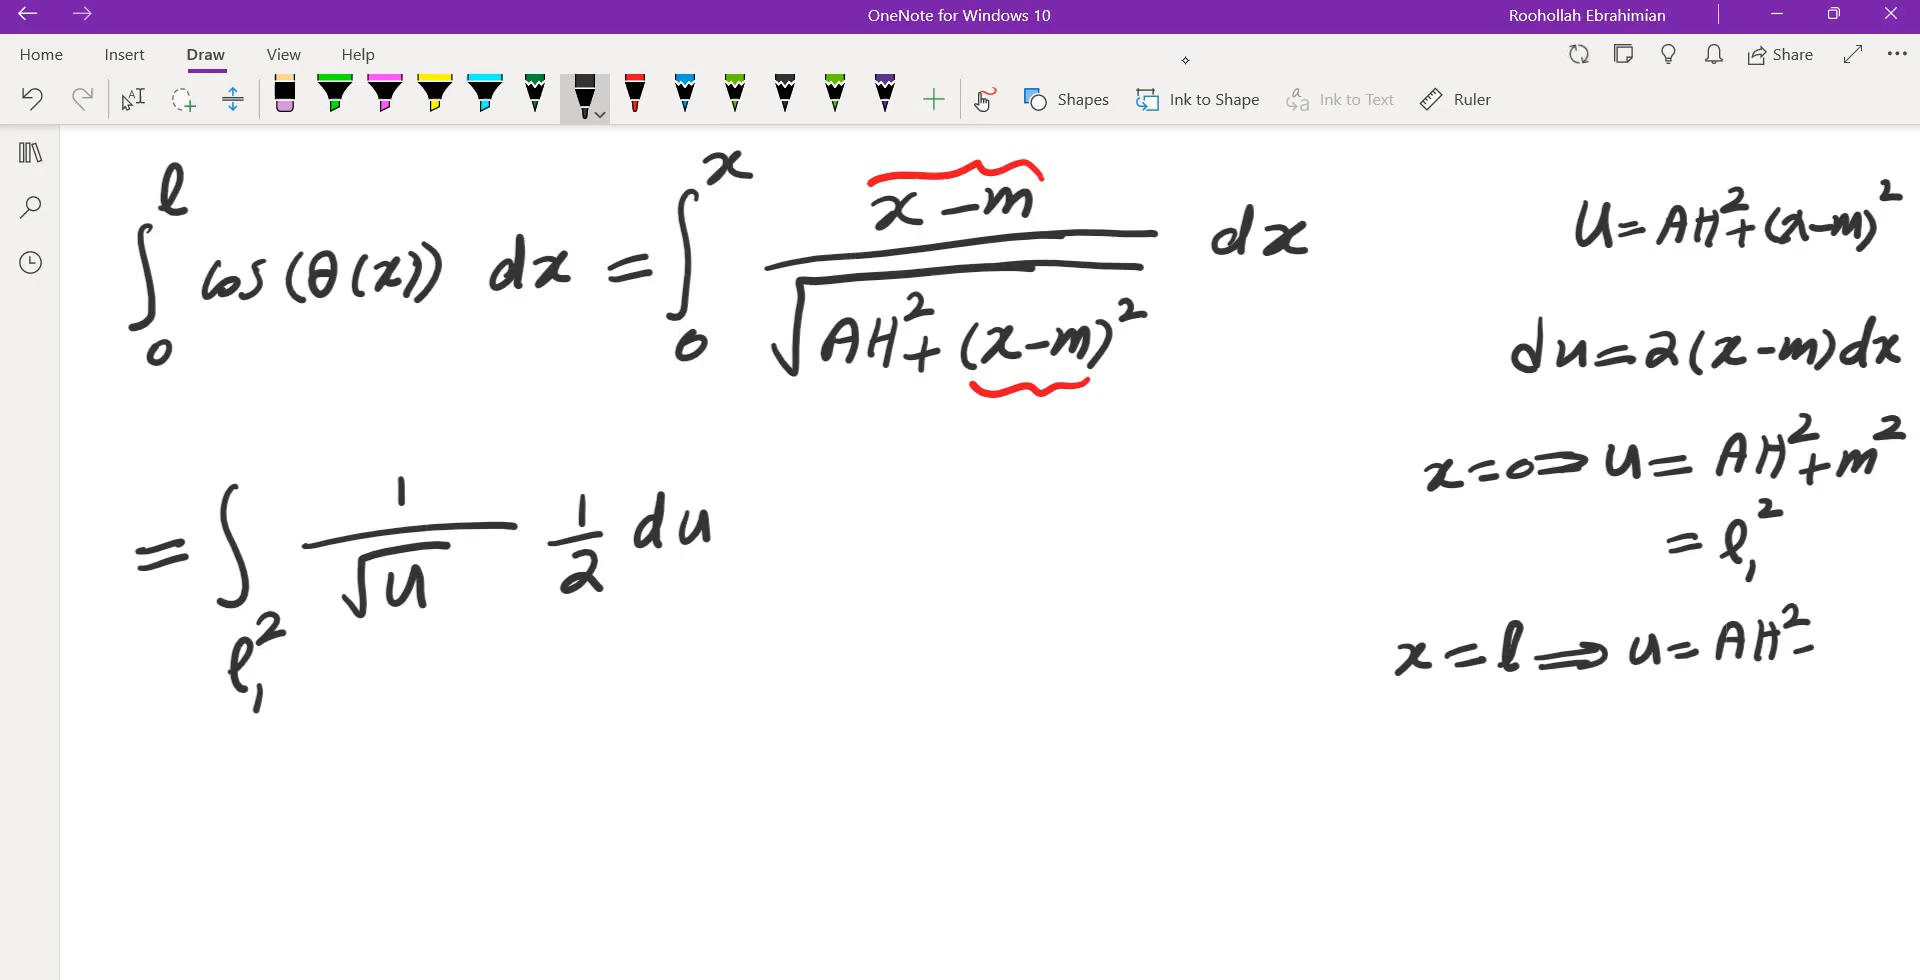 OneNote for Windows 10
Roohollah Ebrahimian
Home Insert Draw View Help
Share
Shapes Ink to Shape Ink to Text Ruler
∫₀^ℓ cos(θ(x)) dx = ∫₀^x (x-m)/√(AH²+(x-m)²) dx
U = AH²+(x-m)²
du = 2(x-m)dx
x=0 ⇒ u = AH²+m²
= ℓ₁²
= ∫_{ℓ₁²} 1/√u 1/2 du
x=ℓ ⇒ u = AH² -